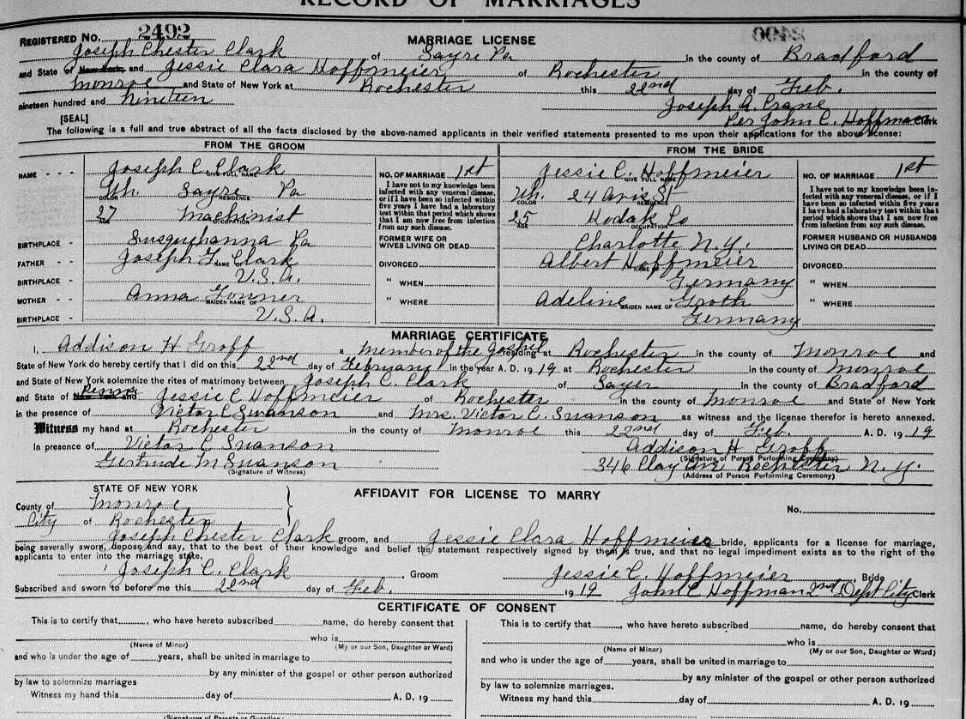 RECORD OF MARRIAGES
REGISTERED No. 2492 MARRIAGE LICENSE
Joseph Chester Clark of Sayre Pa in the county of Bradford
and State of New York and Jessie Clara Hoffmeier of Rochester in the county of
Monroe and State of New York at Rochester this 22nd day of Feb.
nineteen hundred and nineteen Joseph A. Crane
[SEAL] Per John C. Hoffman Clerk
The following is a full and true abstract of all the facts disclosed by the above-named applicants in their verified statements presented to me upon their applications for the above license:
FROM THE GROOM FROM THE BRIDE
NAME Joseph C. Clark NO. OF MARRIAGE 1st Jessie C. Hoffmeier NO. OF MARRIAGE 1st
Wh. Sayre Pa Wh. 24 Avis St
COLOR RESIDENCE COLOR RESIDENCE
27 Machinist 25 Kodak Co
AGE OCCUPATION
I have not to my knowledge been infected with any venereal disease, or if I have been so infected within five years I have had a laboratory test within that period which shows that I am now free from infection from any such disease.
I have not to my knowledge been infected with any venereal disease, or if I have been so infected within five years I have had a laboratory test within that period which shows that I am now free from infection from any such disease.
BIRTHPLACE Susquehanna Pa FORMER WIFE OR WIVES LIVING OR DEAD Charlotte N.Y. FORMER HUSBAND OR HUSBANDS LIVING OR DEAD
FATHER Joseph F. Clark DIVORCED Albert Hoffmeier DIVORCED
BIRTHPLACE U.S.A. " WHEN Germany " WHEN
MOTHER Anna MAIDEN NAME OF " WHERE Adeline MAIDEN NAME OF Groth " WHERE
BIRTHPLACE U.S.A. Germany
MARRIAGE CERTIFICATE
I, Addison H Groff a Member of the Gospel residing at Rochester in the county of Monroe and
State of New York do hereby certify that I did on this 22nd day of February in the year A. D. 1919 at Rochester in the county of Monroe
and State of New York solemnize the rites of matrimony between Joseph C. Clark of Sayer in the county of Bradford
and State of New York Penna and Jessie C Hoffmeier of Rochester in the county of Monroe and State of New York
in the presence of Victor C Swanson and Mrs. Victor C. Swanson as witness and the license therefor is hereto annexed.
Witness my hand at Rochester in the county of Monroe this 22nd day of Feb. A. D. 1919
In presence of Victor C Swanson Addison H. Groff
(Signature of Person Performing Ceremony)
Gertrude M Swanson 346 Clay Ave Rochester N.Y.
(Signature of Witness) (Address of Person Performing Ceremony)
STATE OF NEW YORK AFFIDAVIT FOR LICENSE TO MARRY
County of Monroe No.
City of Rochester
Joseph Chester Clark groom, and Jessie Clara Hoffmeier bride, applicants for a license for marriage,
being severally sworn, depose and say, that to the best of their knowledge and belief the statement respectively signed by them is true, and that no legal impediment exists as to the right of the
applicants to enter into the marriage state.
Joseph C. Clark , Groom Jessie C. Hoffmeier , Bride
Subscribed and sworn to before me this 22nd day of Feb. 1919 John C Hoffman 2nd Dept City Clerk
CERTIFICATE OF CONSENT
This is to certify that , who have hereto subscribed name, do hereby consent that This is to certify that , who have hereto subscribed name, do hereby consent that
who is who is
(Name of Minor) (My or our Son, Daughter or Ward) (Name of Minor) (My or our Son, Daughter or Ward)
and who is under the age of years, shall be united in marriage to and who is under the age of years, shall be united in marriage to
by any minister of the gospel or other person authorized by any minister of the gospel or other person authorized
by law to solemnize marriages by law to solemnize marriages.
Witness my hand this day of A. D. 19 Witness my hand this day of A. D. 19
(Signature of Parents or Guardian)